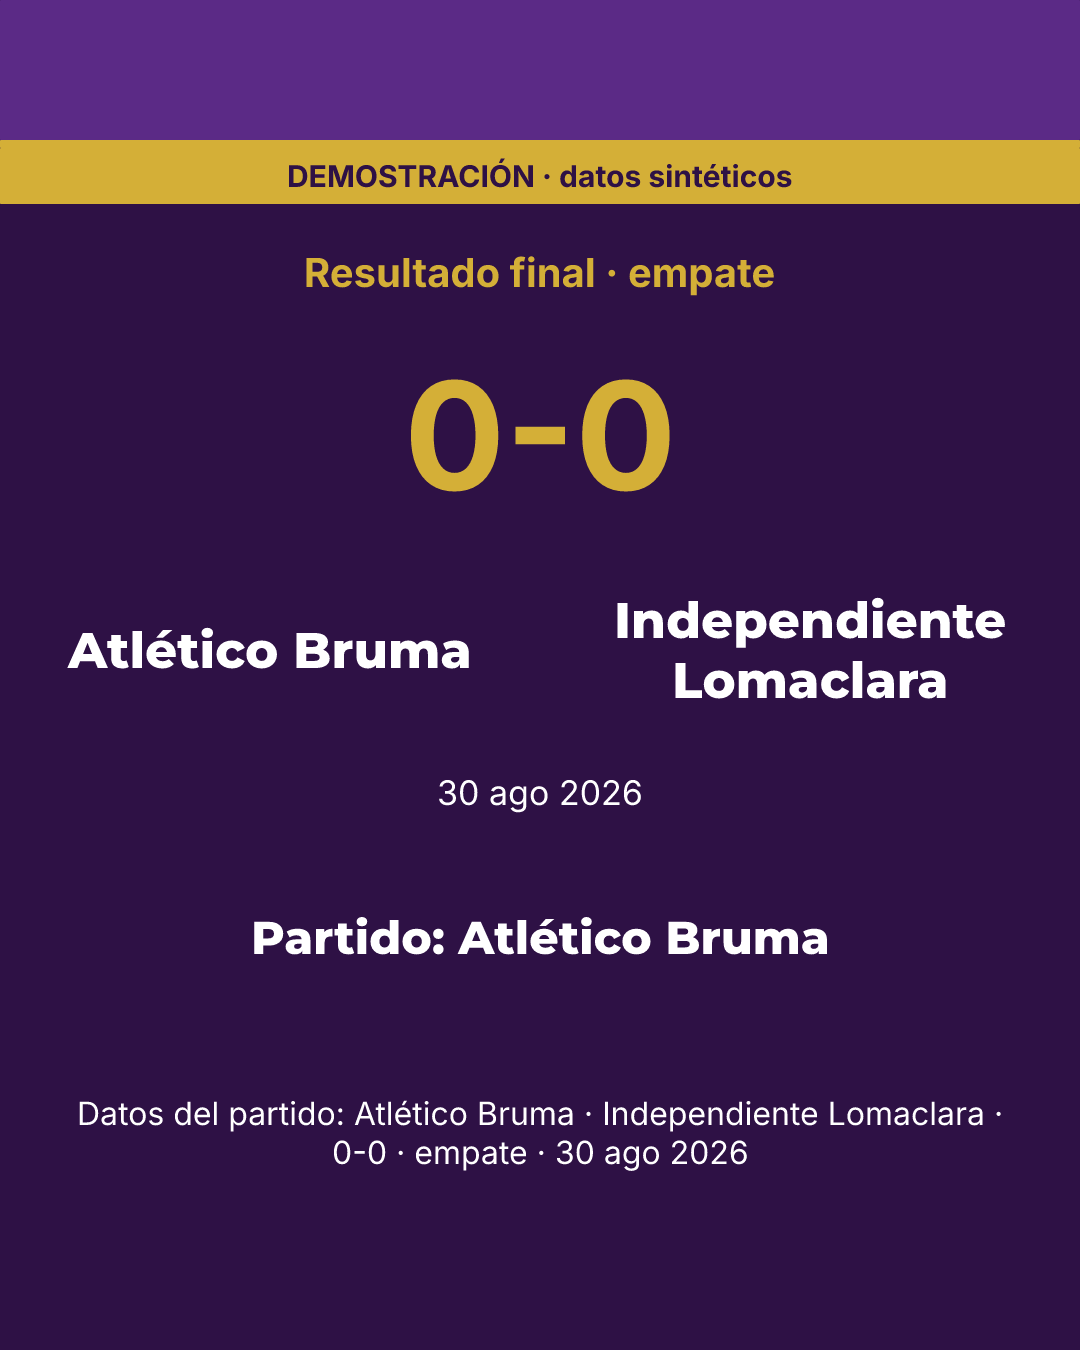 DEMOSTRACIÓN · datos sintéticos
Resultado final · empate
0-0
Atlético Bruma
Independiente
Lomaclara
30 ago 2026
Partido: Atlético Bruma
Datos del partido: Atlético Bruma · Independiente Lomaclara ·
0-0 · empate · 30 ago 2026